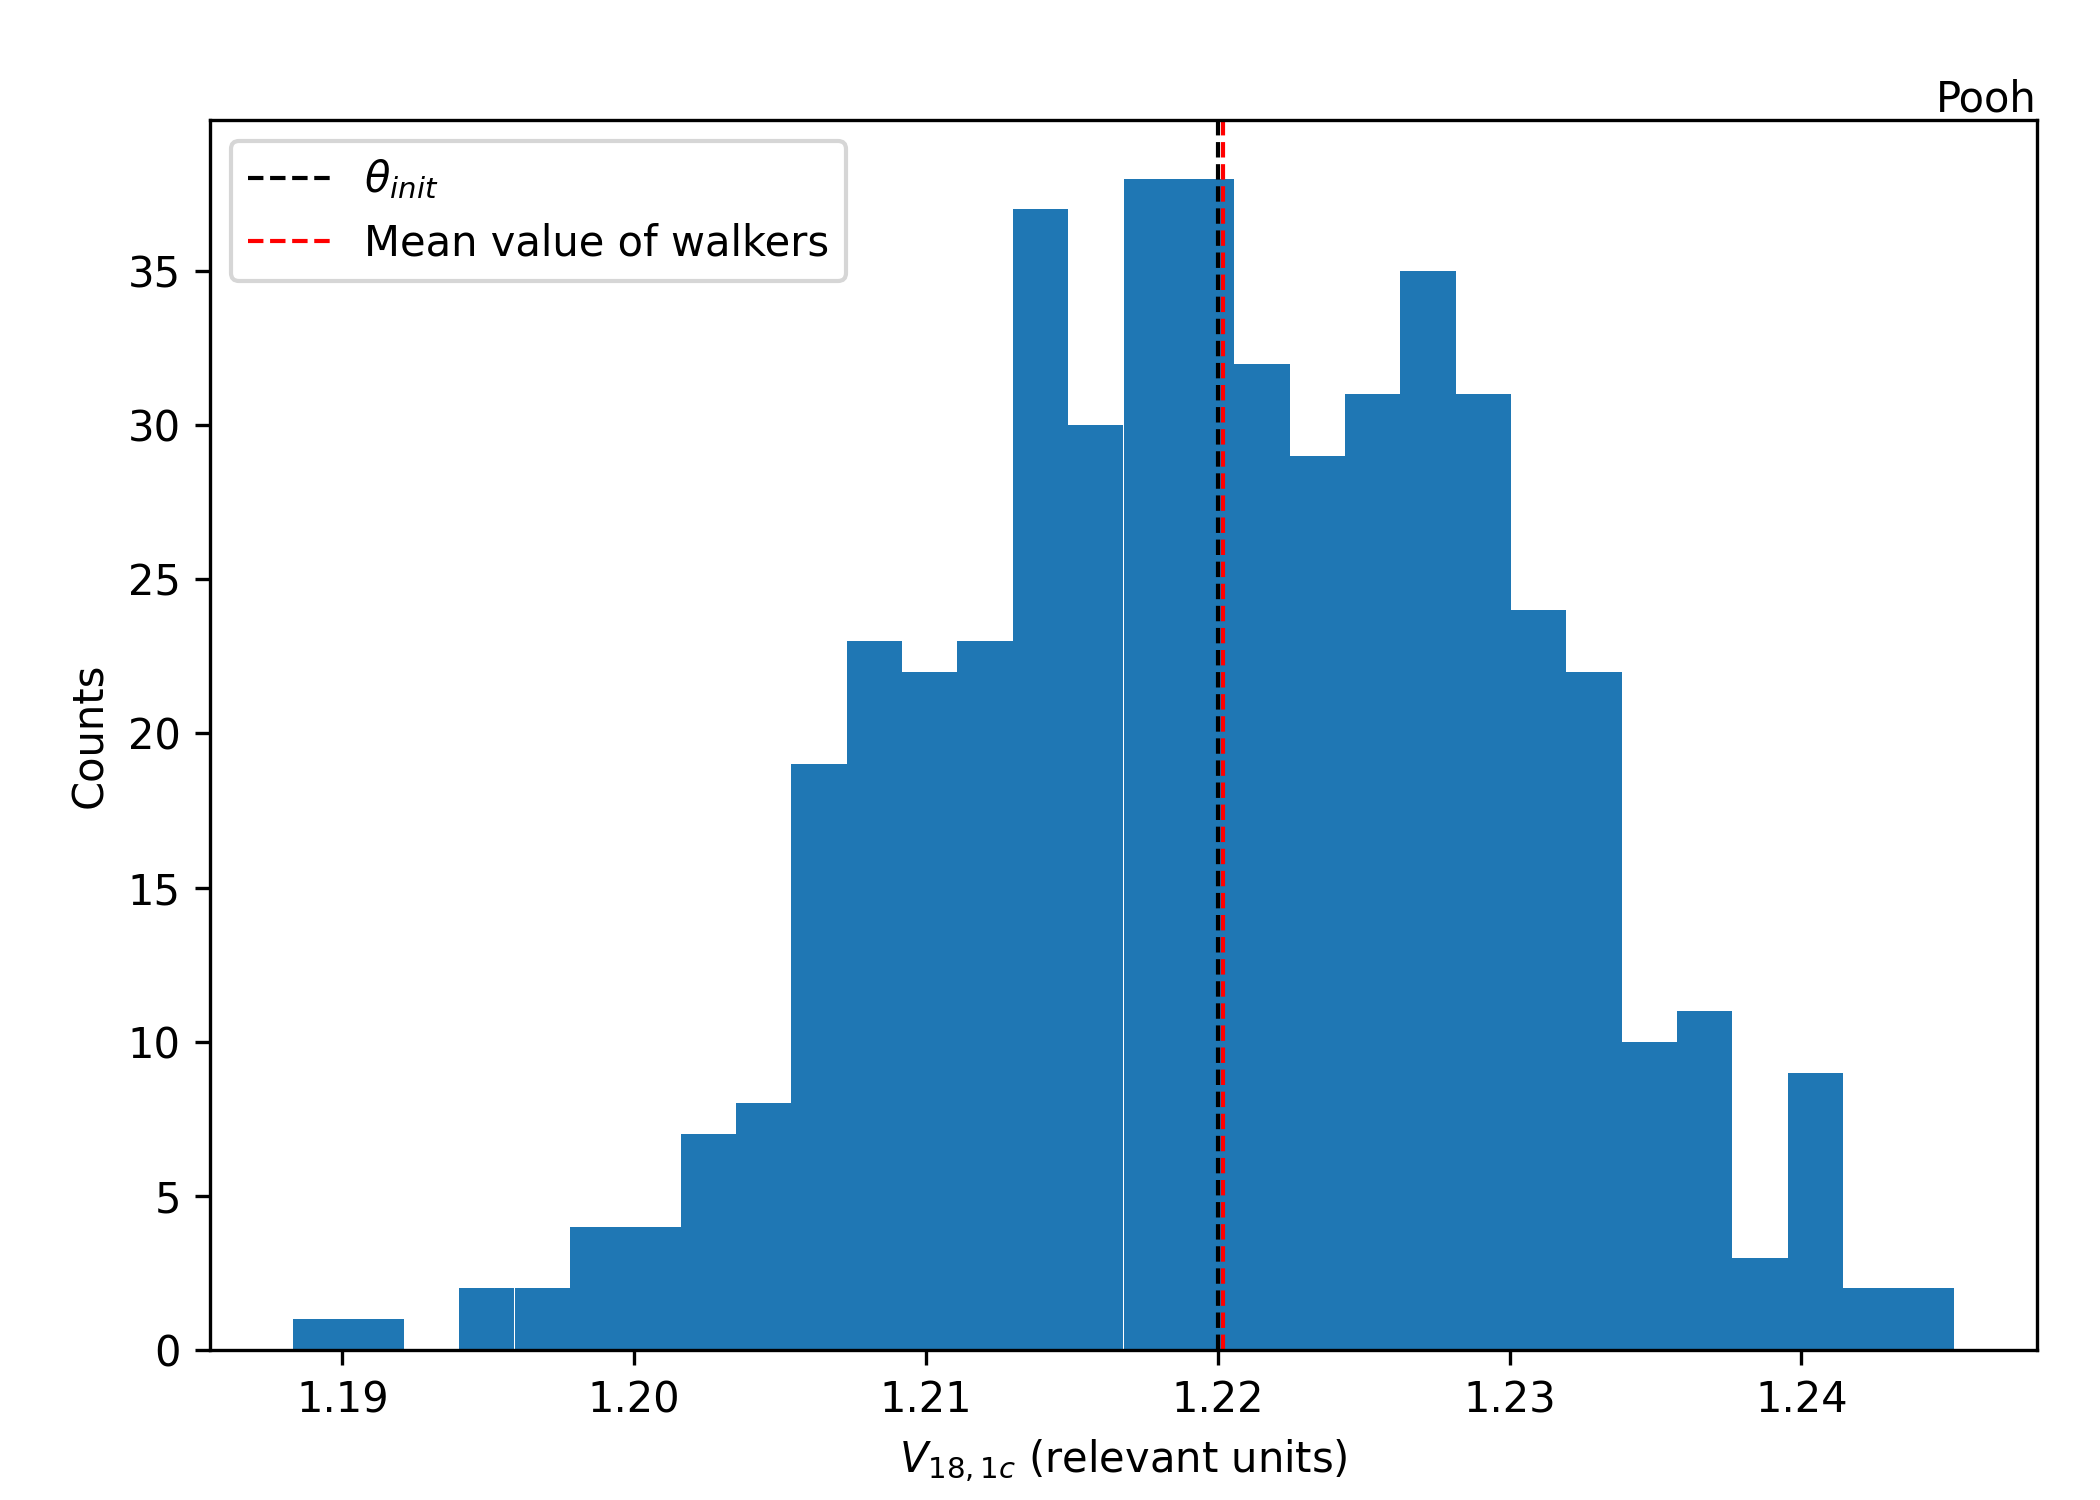 Pooh
θinit
Mean value of walkers
35
30
25
20
15
10
5
0
Counts
1.19 1.20 1.21 1.22 1.23 1.24
V18,1c (relevant units)